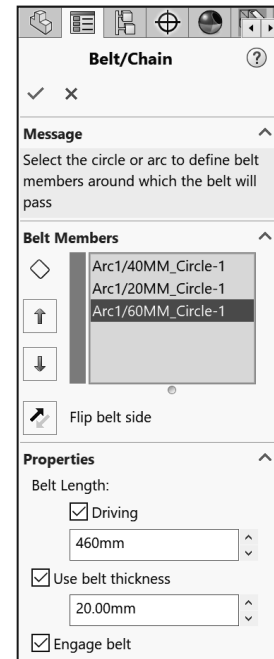 Belt/Chain
?
Message
Select the circle or arc to define belt
members around which the belt will
pass
Belt Members
Arc1/40MM_Circle-1
Arc1/20MM_Circle-1
Arc1/60MM_Circle-1
Flip belt side
Properties
Belt Length:
Driving
460mm
Use belt thickness
20.00mm
Engage belt